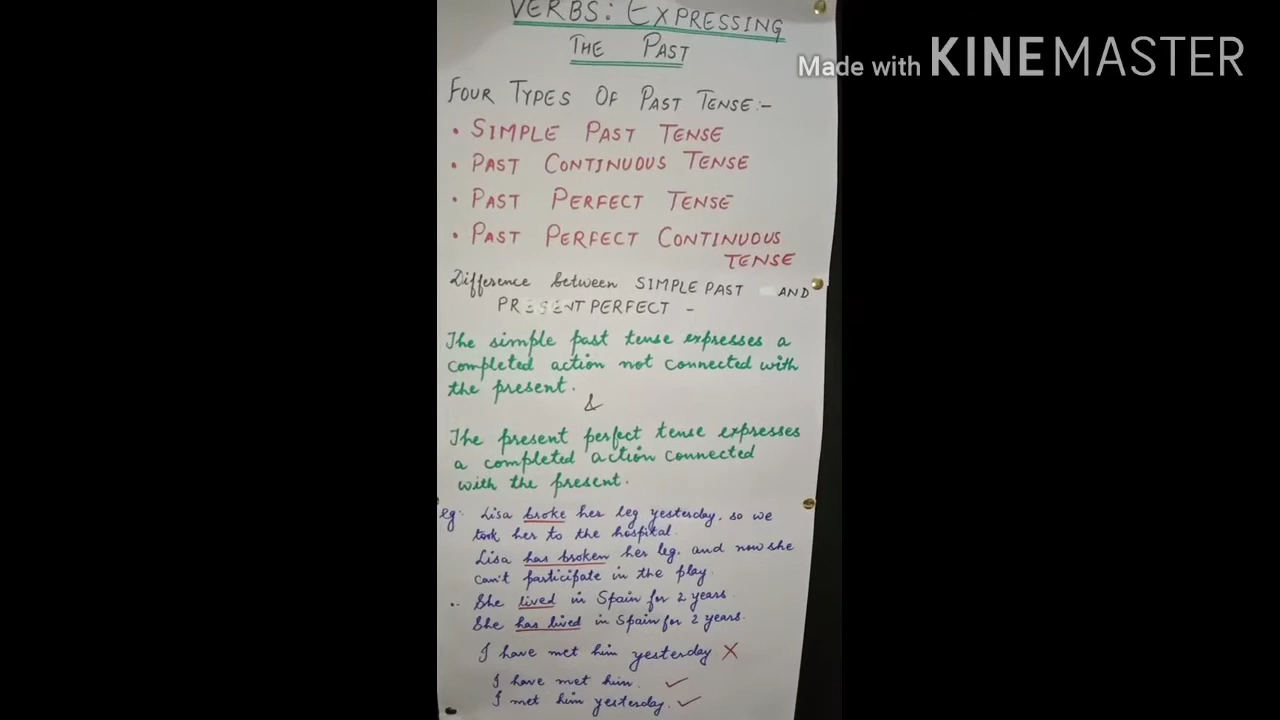 VERBS: EXPRESSING
THE PAST
Made with KINEMASTER
FOUR TYPES OF PAST TENSE:-
• SIMPLE PAST TENSE
• PAST CONTINUOUS TENSE
• PAST PERFECT TENSE
• PAST PERFECT CONTINUOUS
TENSE
Difference between SIMPLE PAST AND
PRESENT PERFECT -
The simple past tense expresses a
completed action not connected with
the present.
&
The present perfect tense expresses
a completed action connected
with the present.
eg: Lisa broke her leg yesterday, so we
took her to the hospital.
Lisa has broken her leg, and now she
can't participate in the play.
•• She lived in Spain for 2 years.
She has lived in Spain for 2 years.
I have met him yesterday ✗
I have met him. ✓
I met him yesterday. ✓